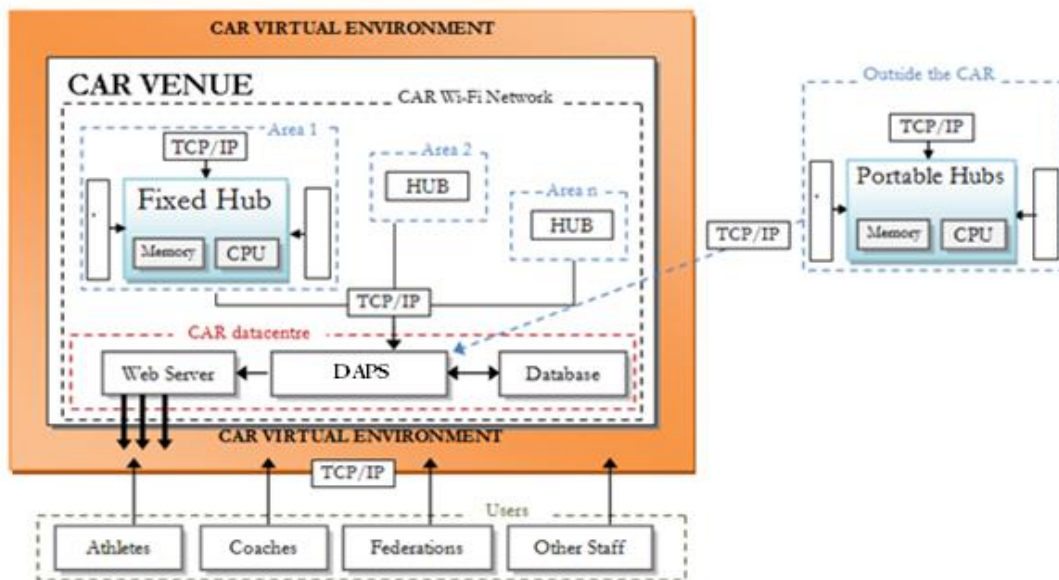 CAR VIRTUAL ENVIRONMENT
CAR VENUE
CAR Wi-Fi Network
Area 1
TCP/IP
Fixed Hub
Memory
CPU
Area 2
HUB
Area n
HUB
TCP/IP
CAR datacentre
Web Server
DAPS
Database
CAR VIRTUAL ENVIRONMENT
TCP/IP
Users
Athletes
Coaches
Federations
Other Staff
TCP/IP
Outside the CAR
TCP/IP
Portable Hubs
Memory
CPU